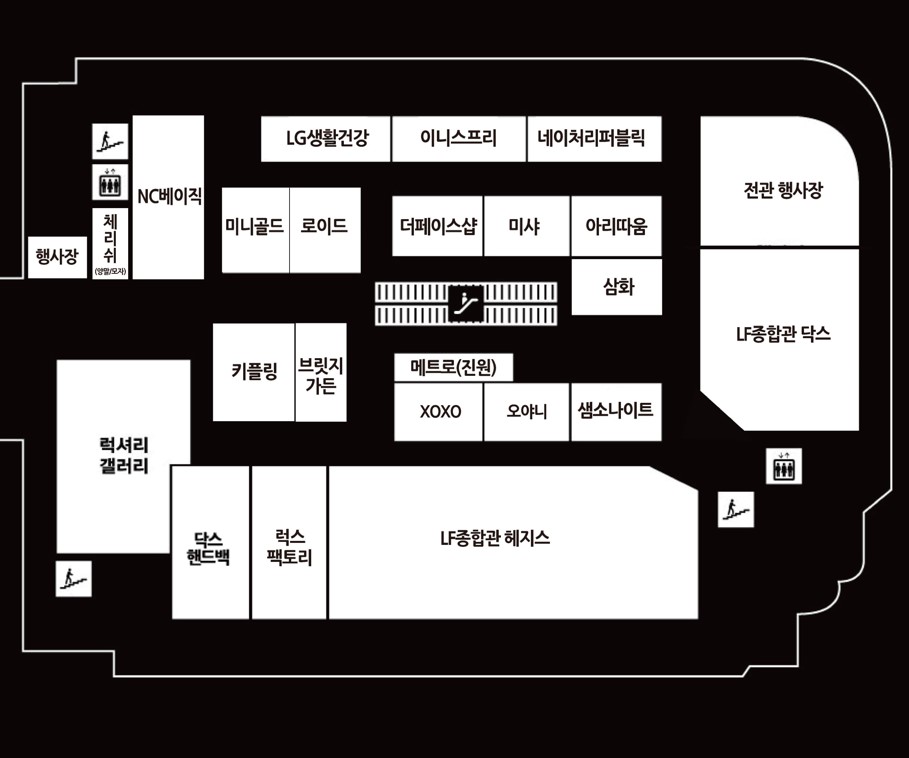 LG생활건강
이니스프리
네이처리퍼블릭
전관 행사장
NC베이직
체
리
쉬
(양말/모자)
행사장
미니골드
로이드
더페이스샵
미샤
아리따움
삼화
LF종합관 닥스
키플링
브릿지
가든
메트로(진원)
XOXO
오야니
샘소나이트
럭셔리
갤러리
닥스
핸드백
럭스
팩토리
LF종합관 헤지스